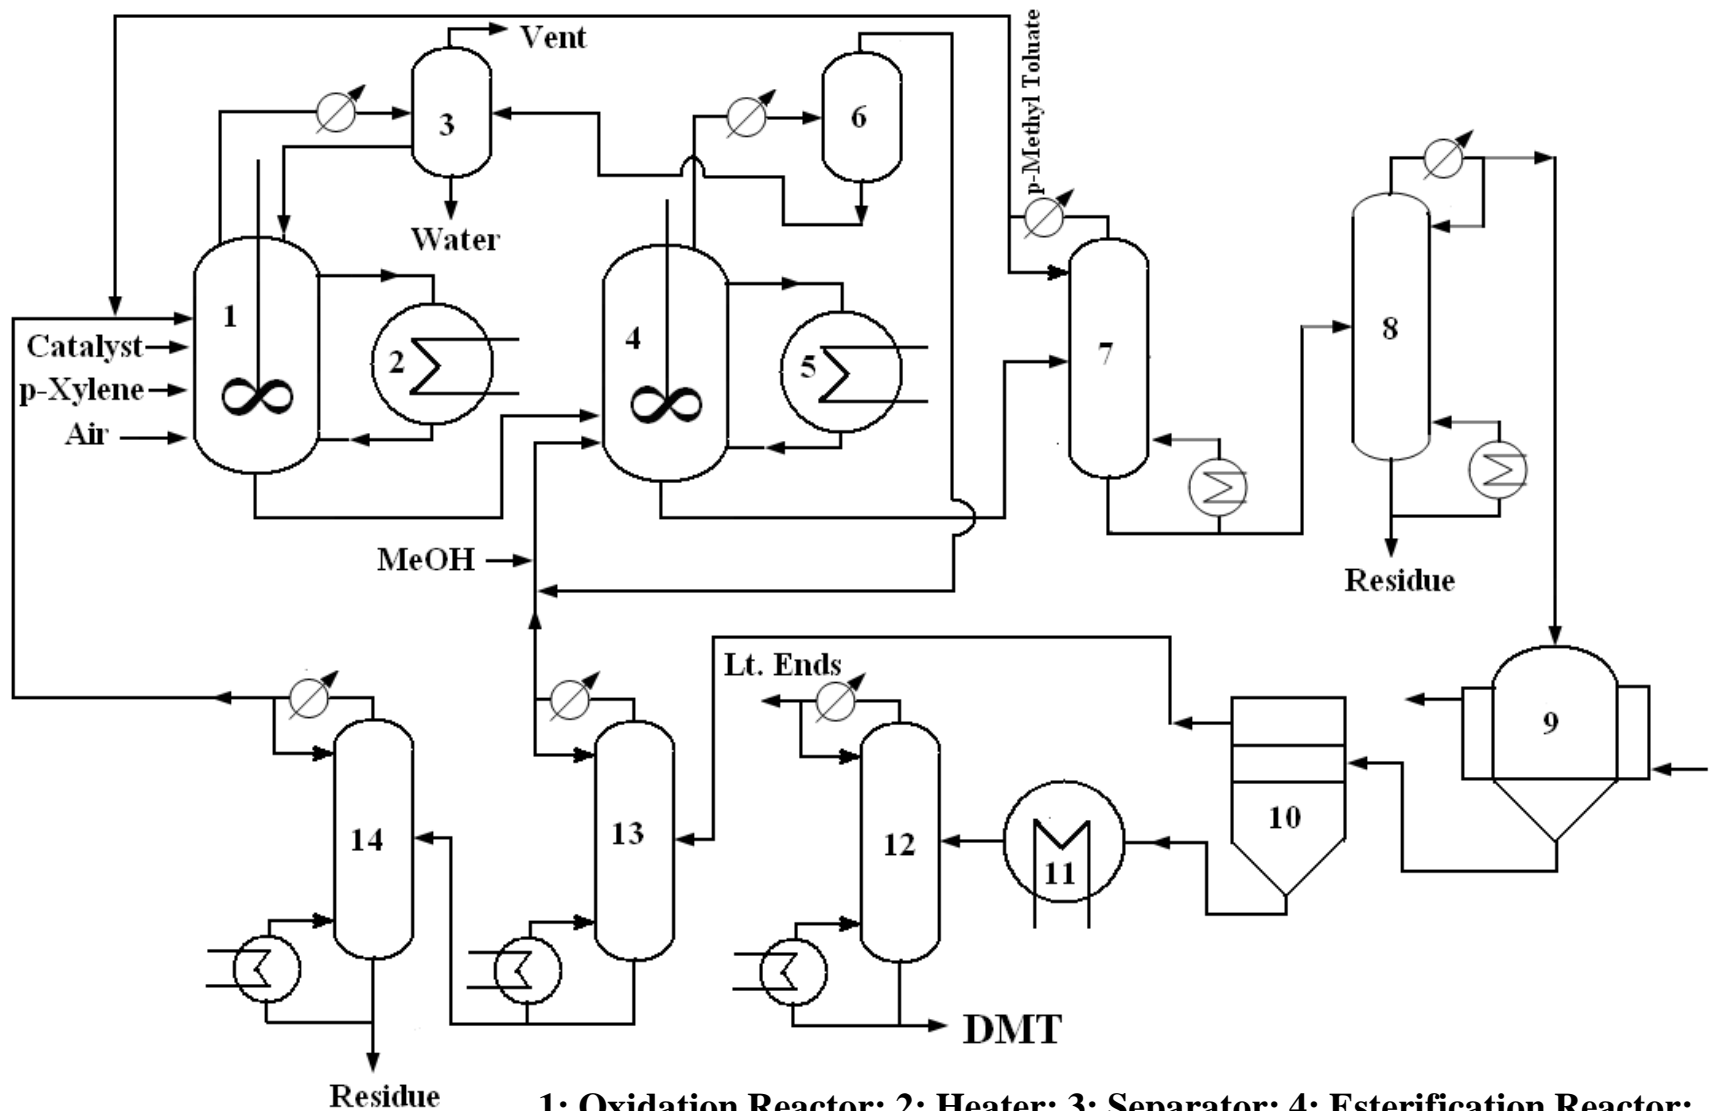 Vent
p-Methyl Toluate
3
6
Water
1
2
4
5
7
8
Catalyst
p-Xylene
Air
MeOH
Residue
Lt. Ends
9
10
14
13
12
11
DMT
Residue
1: Oxidation Reactor; 2: Heater; 3: Separator; 4: Esterification Reactor;